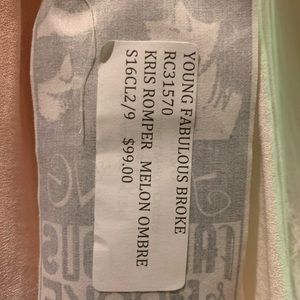 YOUNG FABULOUS BROKE
RC31570
KRIS ROMPER MELON OMBRE
S16CL2/9 $99.00